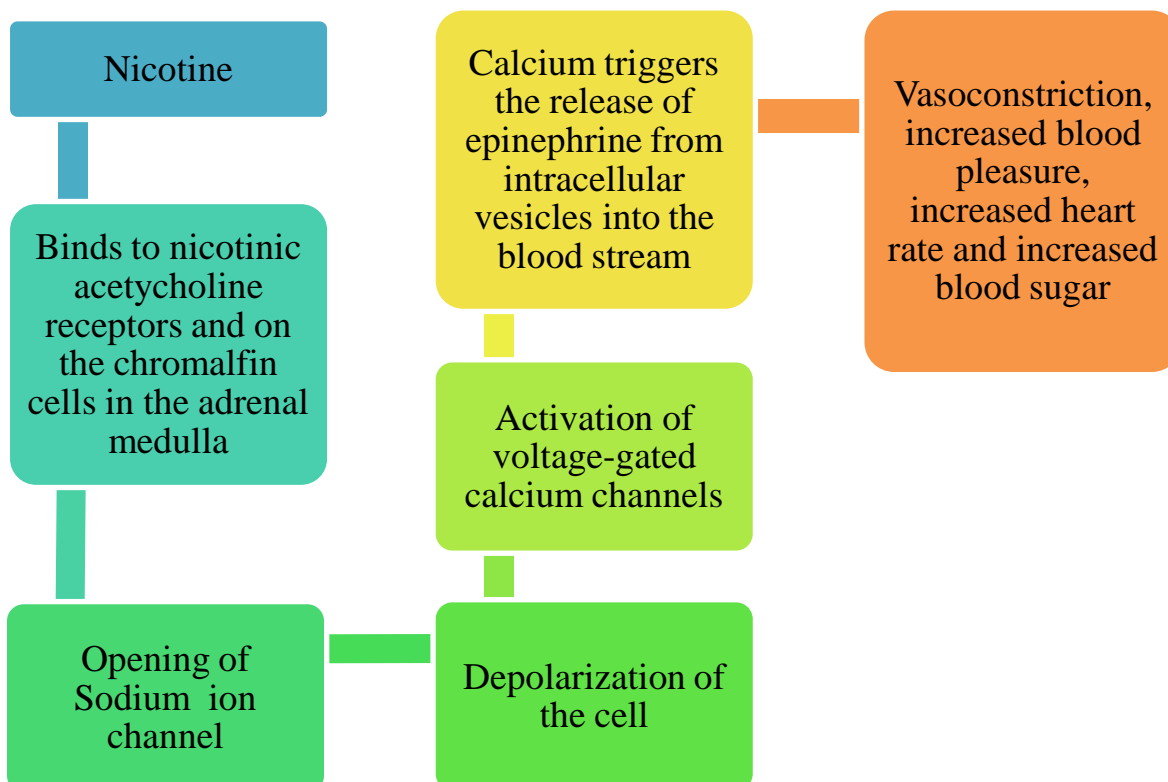 Nicotine
Binds to nicotinic
acetycholine
receptors and on
the chromalfin
cells in the adrenal
medulla
Opening of
Sodium ion
channel
Depolarization of
the cell
Activation of
voltage-gated
calcium channels
Calcium triggers
the release of
epinephrine from
intracellular
vesicles into the
blood stream
Vasoconstriction,
increased blood
pleasure,
increased heart
rate and increased
blood sugar